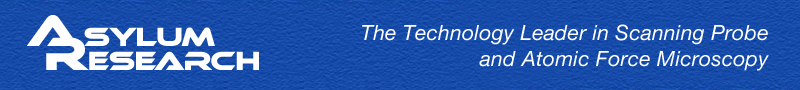 ASYLUM
RESEARCH
The Technology Leader in Scanning Probe
and Atomic Force Microscopy